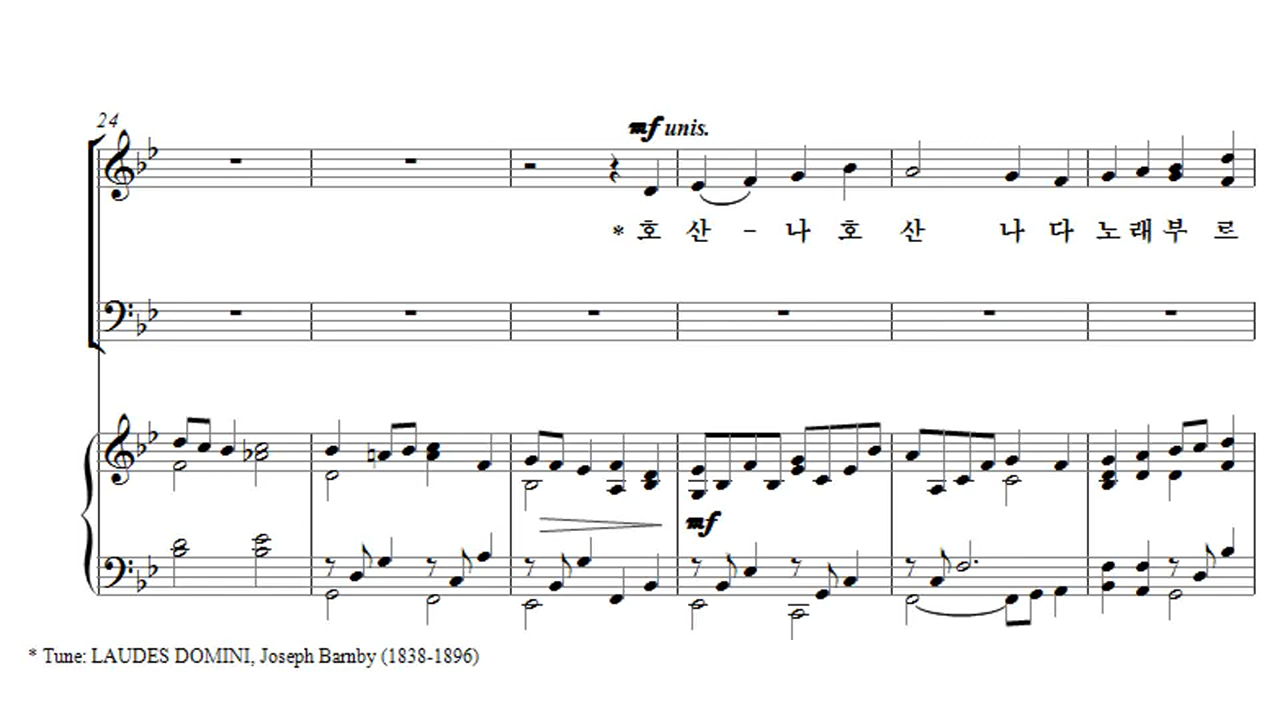 24
mf unis.
* 호 산 - 나 호 산 나 다 노 래 부 르
mf
* Tune: LAUDES DOMINI, Joseph Barnby (1838-1896)